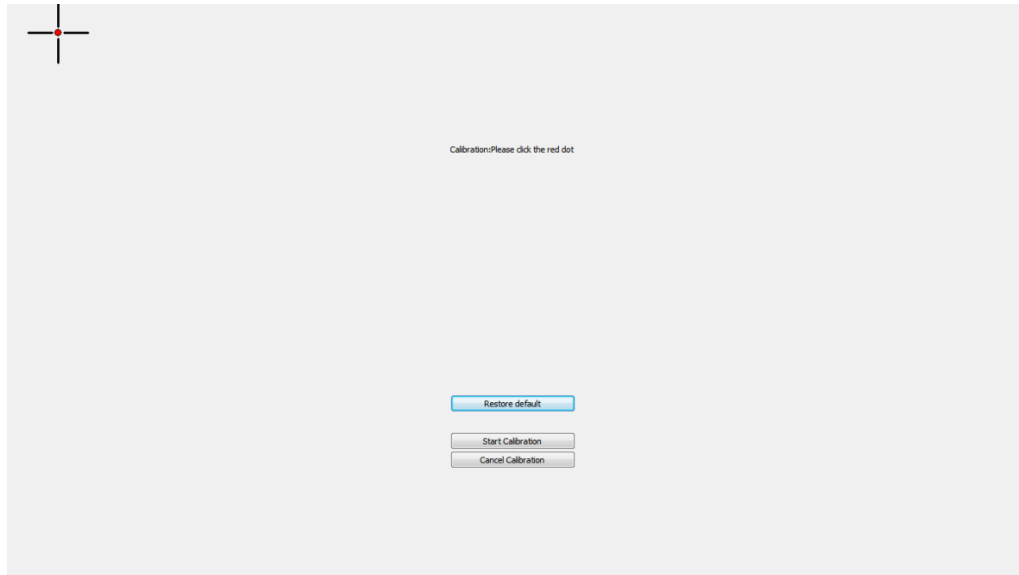 Calibration:Please click the red dot
Restore default
Start Calibration
Cancel Calibration